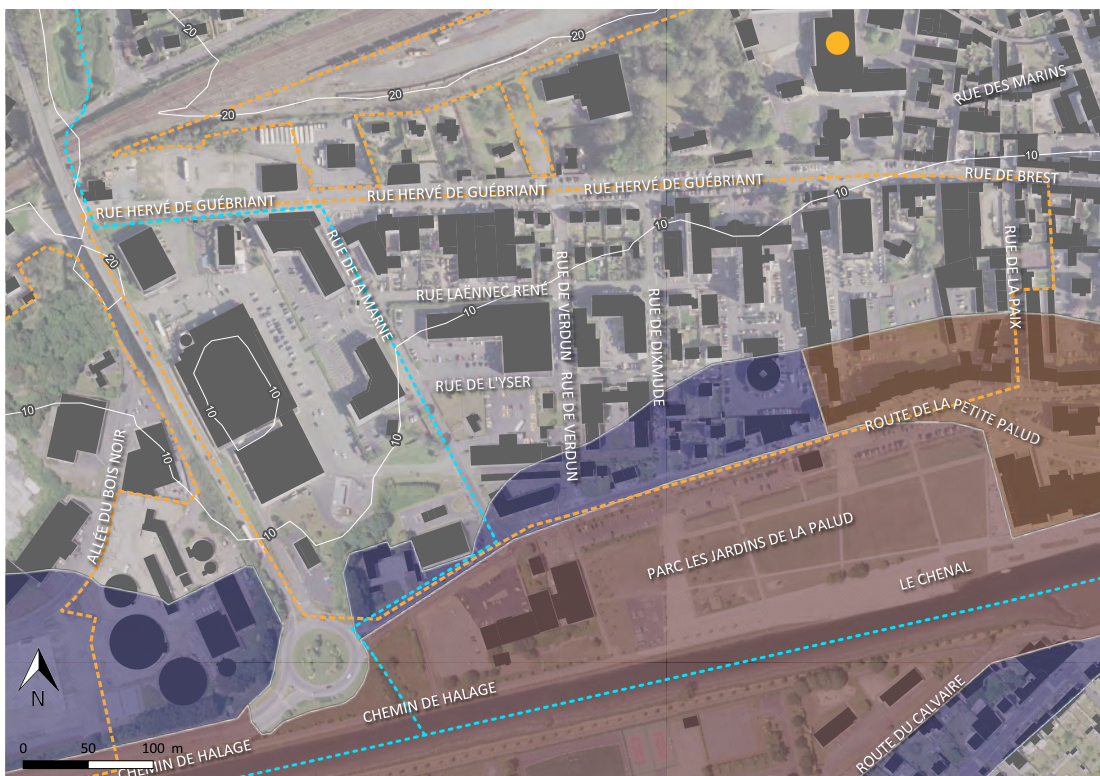 20
20
20
20
20
RUE DES MARINS
10
RUE DE BREST
RUE HERVÉ DE GUÉBRIANT
RUE HERVÉ DE GUÉBRIANT
RUE HERVÉ DE GUÉBRIANT
10
10
RUE DE LA MARNE
RUE DE LA PAIX
RUE LAËNNEC RENÉ
10
RUE DE VERDUN
RUE DE DIXMUDE
RUE DE L'YSER
RUE DE VERDUN
10
10
10
10
10
ROUTE DE LA PETITE PALUD
ALLÉE DU BOIS NOIR
PARC LES JARDINS DE LA PALUD
LE CHENAL
CHEMIN DE HALAGE
CHEMIN DE HALAGE
ROUTE DU CALVAIRE
N
0 50 100 m